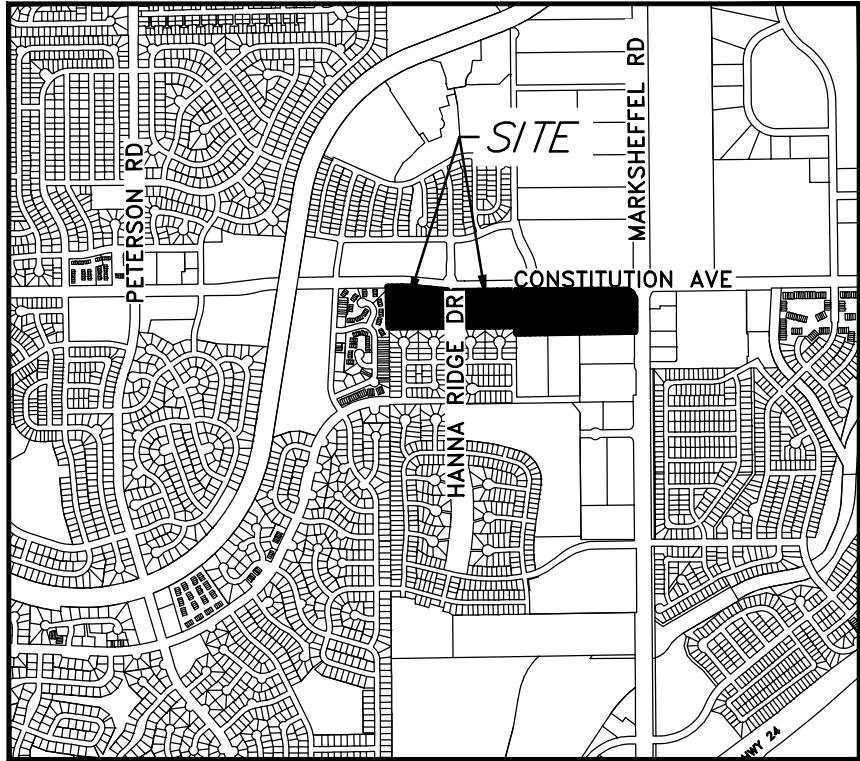 PETERSON RD
SITE
MARKSHEFFEL RD
CONSTITUTION AVE
HANNA RIDGE DR
HWY 24